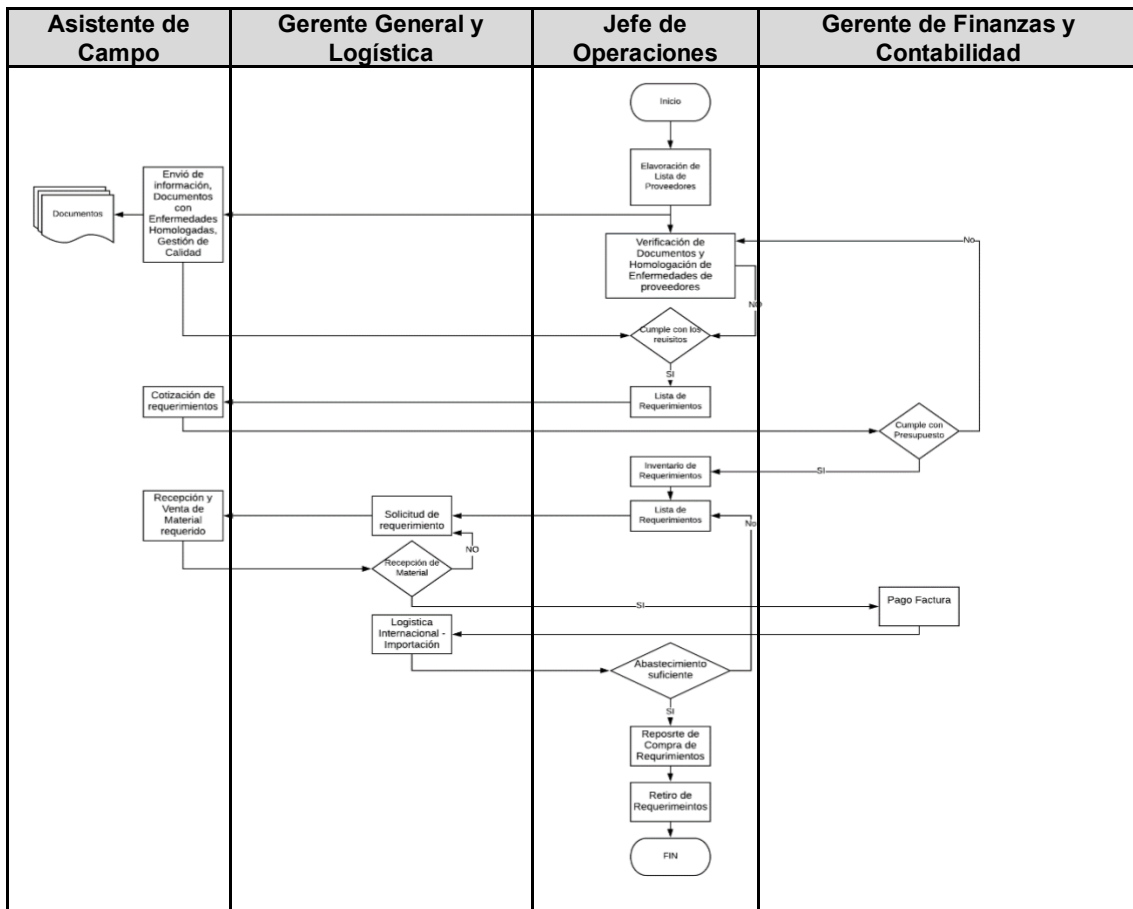 Asistente de
Campo
Gerente General y
Logística
Jefe de
Operaciones
Gerente de Finanzas y
Contabilidad
Inicio
Elavoración de
Lista de
Proveedores
Envió de
información,
Documentos
con
Enfermedades
Homologadas,
Gestión de
Calidad
Documentos
Verificación de
Documentos y
Homologación de
Enfermedades de
proveedores
No
NO
Cumple con los
reuisitos
SI
Cotización de
requerimientos
Lista de
Requerimientos
Cumple con
Presupuesto
Inventario de
Requerimientos
SI
Recepción y
Venta de
Material
requerido
Solicitud de
requerimiento
Lista de
Requerimientos
No
NO
Recepción de
Material
SI
Pago Factura
Logistica
Internacional -
Importación
Abastecimiento
suficiente
SI
Reposrte de
Compra de
Requrimientos
Retiro de
Requerimeintos
FIN